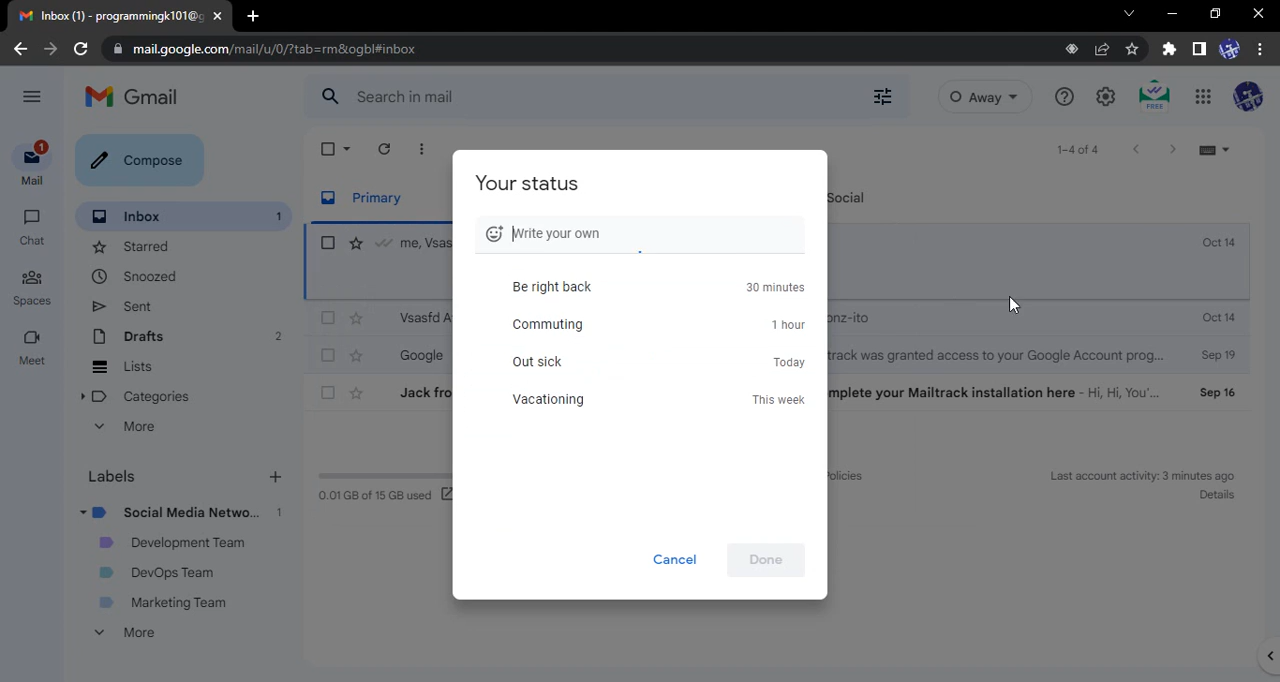 Inbox (1) - programmingk101@g
mail.google.com/mail/u/0/?tab=rm&ogbl#inbox
Gmail
Search in mail
Away
FREE
1
Mail
Chat
Spaces
Meet
Compose
Inbox 1
Starred
Snoozed
Sent
Drafts 2
Lists
Categories
More
Labels
Social Media Netwo... 1
Development Team
DevOps Team
Marketing Team
More
1–4 of 4
Primary
Social
me, Vsas Oct 14
Vsasfd A onz-ito Oct 14
Google track was granted access to your Google Account prog... Sep 19
Jack fro mplete your Mailtrack installation here - Hi, Hi, You'... Sep 16
0.01 GB of 15 GB used
Policies
Last account activity: 3 minutes ago
Details
Your status
Write your own
Be right back 30 minutes
Commuting 1 hour
Out sick Today
Vacationing This week
Cancel
Done